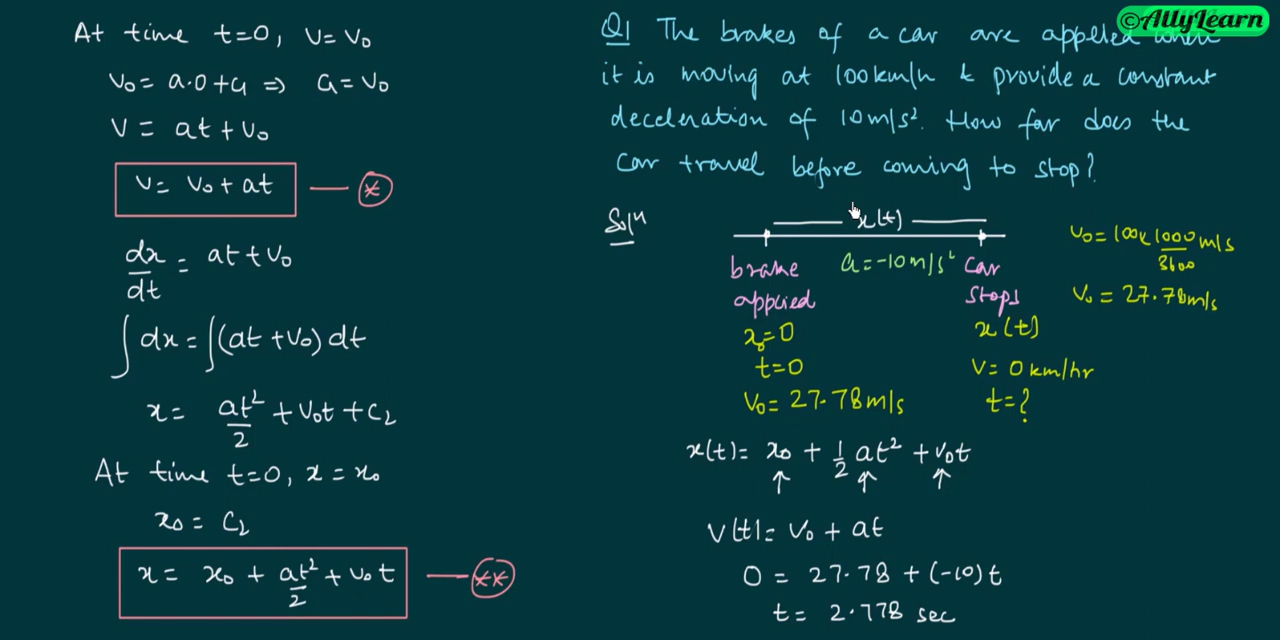 At time t=0, v=v₀
v₀ = a·0+c₁ ⇒ c₁=v₀
v = at+v₀
v = v₀+at —— *
dx/dt = at+v₀
∫dx = ∫(at+v₀)dt
x = at²/2 + v₀t + c₂
At time t=0, x=x₀
x₀ = c₂
x = x₀ + at²/2 + v₀t —— **
©AllyLearn
Q1 The brakes of a car are applied when
it is moving at 100km/h & provide a constant
deceleration of 10m/s². How far does the
car travel before coming to stop?
Solⁿ
x(t)
brake applied
a=-10m/s²
car stops
v₀=100×1000/3600 m/s
v₀ = 27.78m/s
x₀=0
t=0
v₀ = 27.78m/s
x(t)
v= 0km/hr
t=?
x(t)= x₀ + 1/2 at² + v₀t
v(t)= v₀ + at
0 = 27.78 + (-10)t
t= 2.778 sec